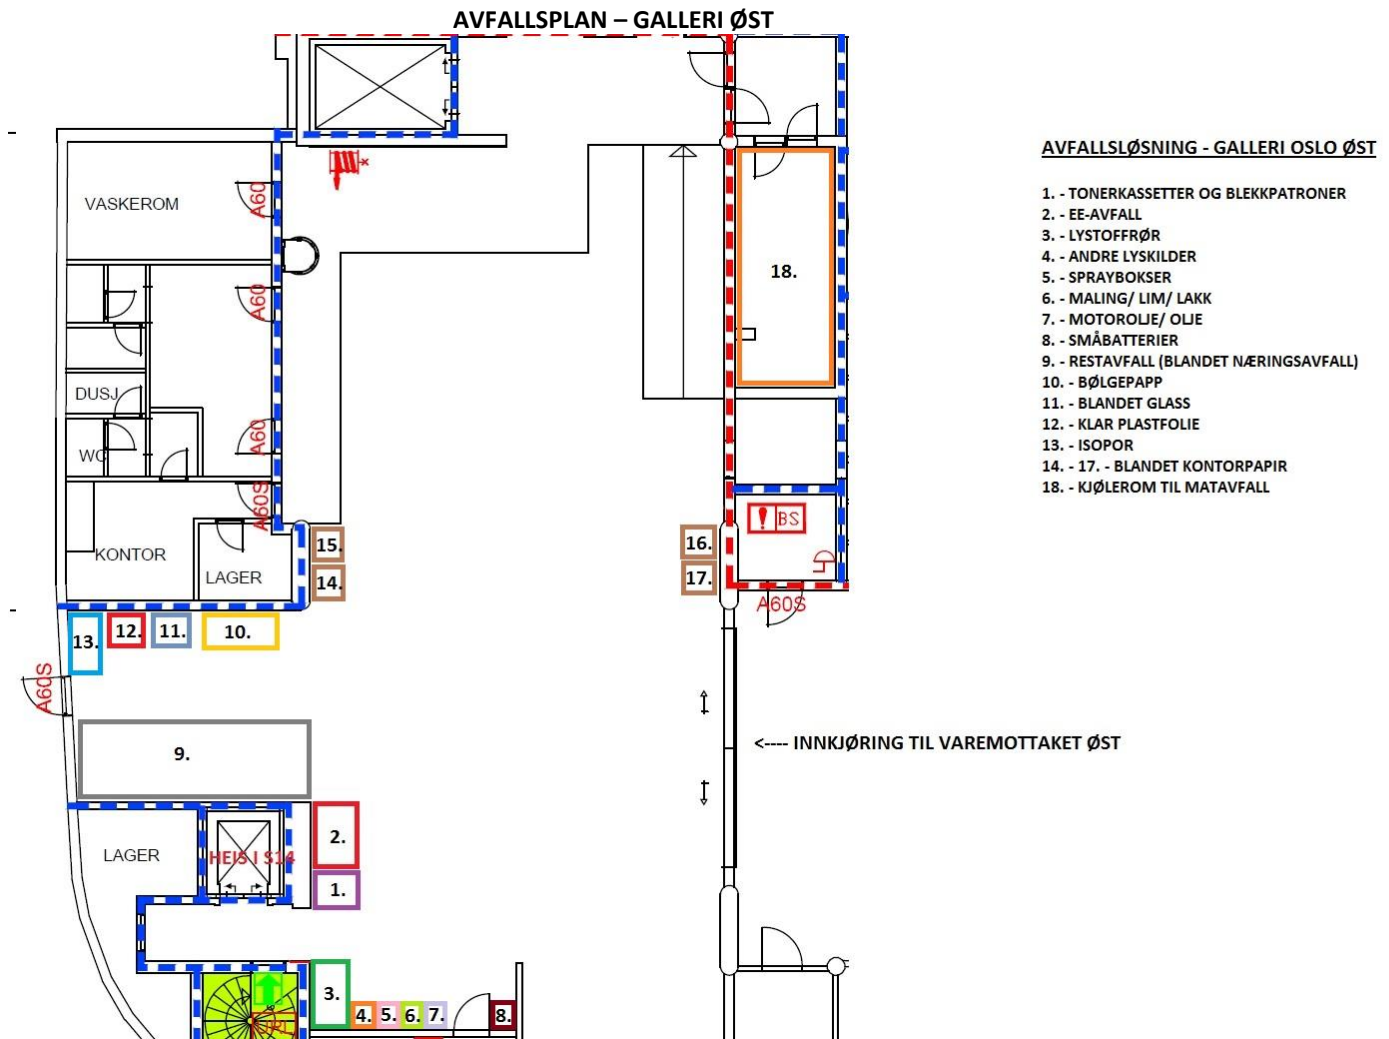 AVFALLSPLAN – GALLERI ØST
AVFALLSLØSNING - GALLERI OSLO ØST
1. - TONERKASSETTER OG BLEKKPATRONER
2. - EE-AVFALL
3. - LYSTOFFRØR
4. - ANDRE LYSKILDER
5. - SPRAYBOKSER
6. - MALING/ LIM/ LAKK
7. - MOTOROLJE/ OLJE
8. - SMÅBATTERIER
9. - RESTAVFALL (BLANDET NÆRINGSAVFALL)
10. - BØLGEPAPP
11. - BLANDET GLASS
12. - KLAR PLASTFOLIE
13. - ISOPOR
14. - 17. - BLANDET KONTORPAPIR
18. - KJØLEROM TIL MATAVFALL
VASKEROM
A60
18.
A60
DUSJ
A60
WC
A60S
BS
KONTOR
LAGER
15.
14.
16.
17.
A60S
13.
12.
11.
10.
A60S
9.
<---- INNKJØRING TIL VAREMOTTAKET ØST
LAGER
HEIS I S14
2.
1.
3.
4.
5.
6.
7.
8.